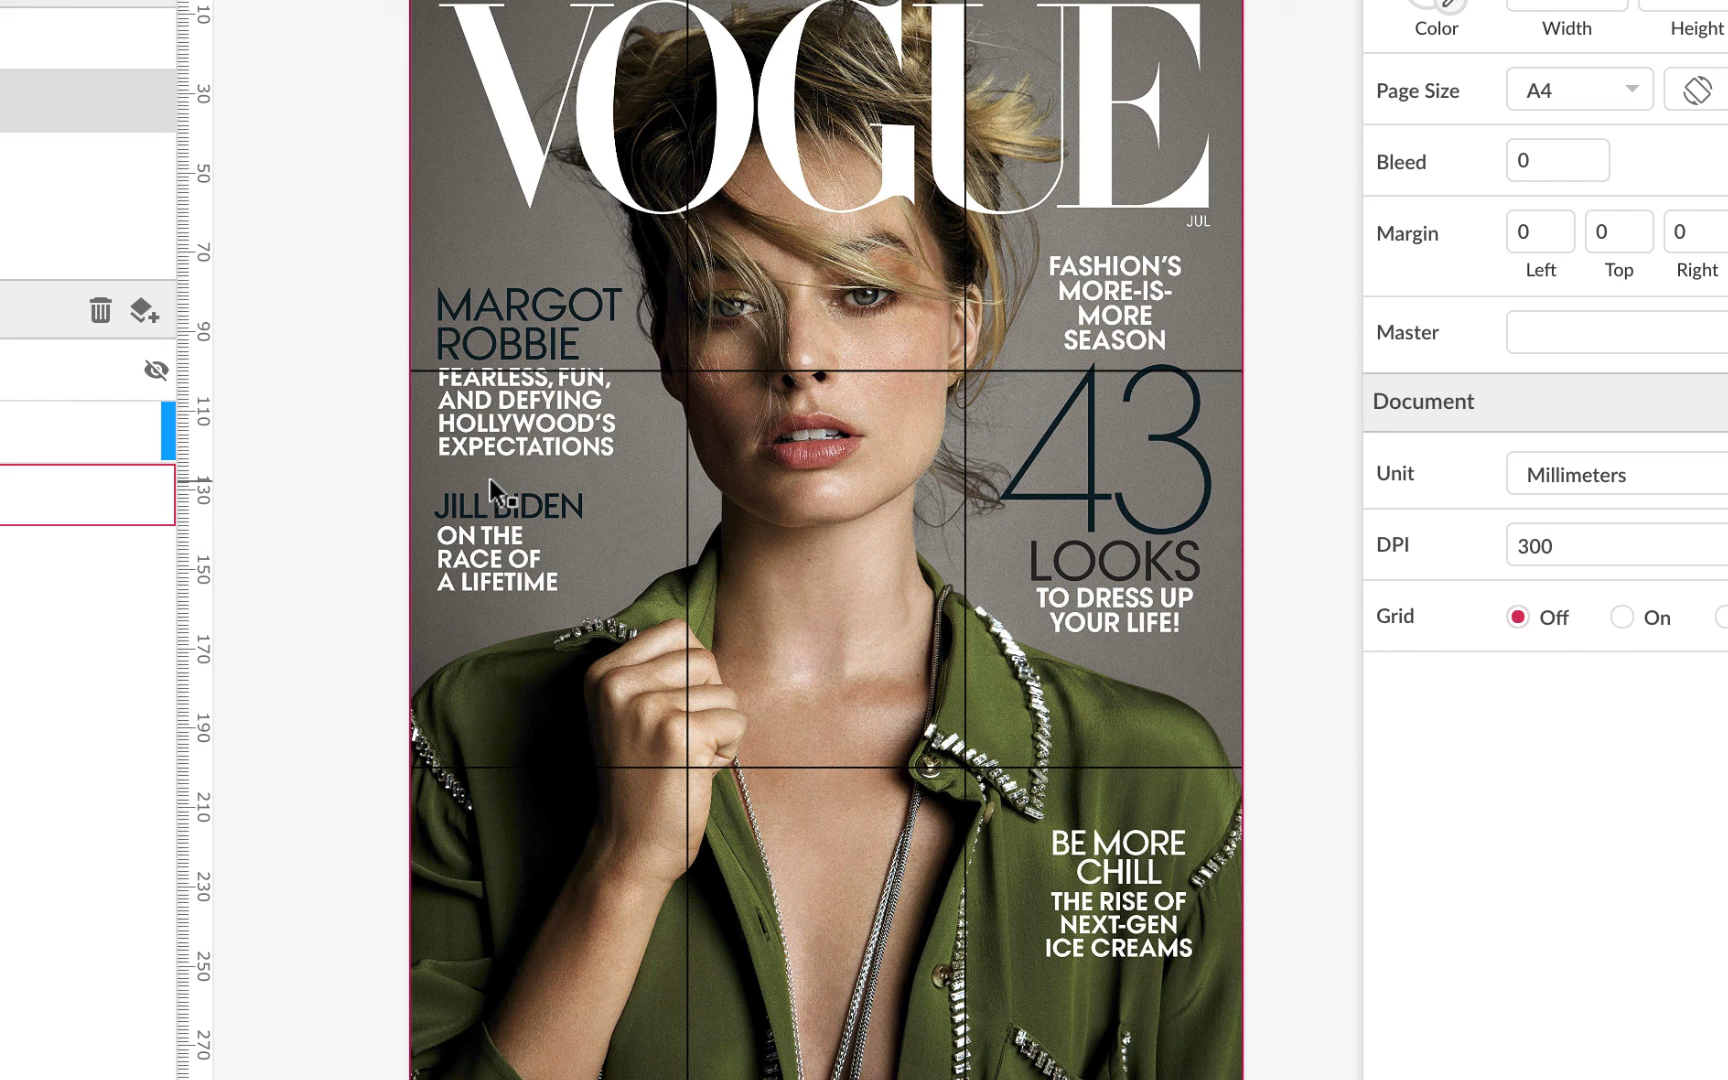 10
30
50
70
90
110
130
150
170
190
210
230
250
270
VOGUE
JUL
MARGOT
ROBBIE
FEARLESS, FUN,
AND DEFYING
HOLLYWOOD'S
EXPECTATIONS
JILL BIDEN
ON THE
RACE OF
A LIFETIME
FASHION'S
MORE-IS-
MORE
SEASON
43
LOOKS
TO DRESS UP
YOUR LIFE!
BE MORE
CHILL
THE RISE OF
NEXT-GEN
ICE CREAMS
Color Width Height
Page Size A4
Bleed 0
Margin 0 0 0
Left Top Right
Master
Document
Unit Millimeters
DPI 300
Grid Off On